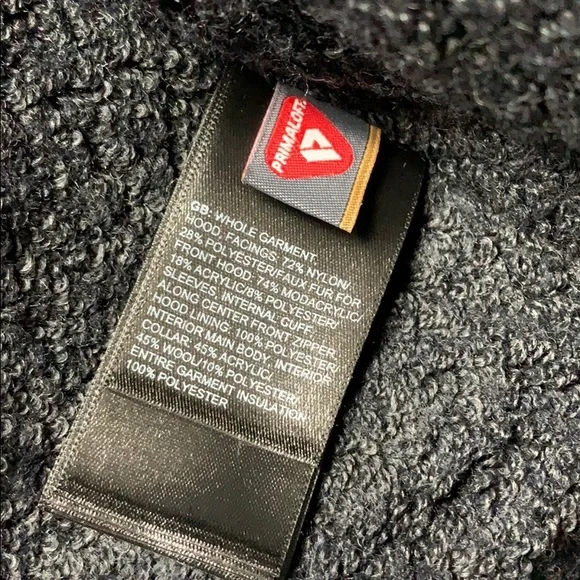 PRIMALOFT
GB: WHOLE GARMENT,
HOOD: FACINGS: 72% NYLON/
28% POLYESTER/FAUX FUR FOR
FRONT HOOD: 74% MODACRYLIC/
18% ACRYLIC/8% POLYESTER/
SLEEVES, INTERNAL CUFF,
ALONG CENTER FRONT ZIPPER,
HOOD LINING: 100% POLYESTER/
INTERIOR MAIN BODY, INTERIOR
COLLAR: 45% ACRYLIC,
45% WOOL/10% POLYESTER/
ENTIRE GARMENT INSULATION
100% POLYESTER